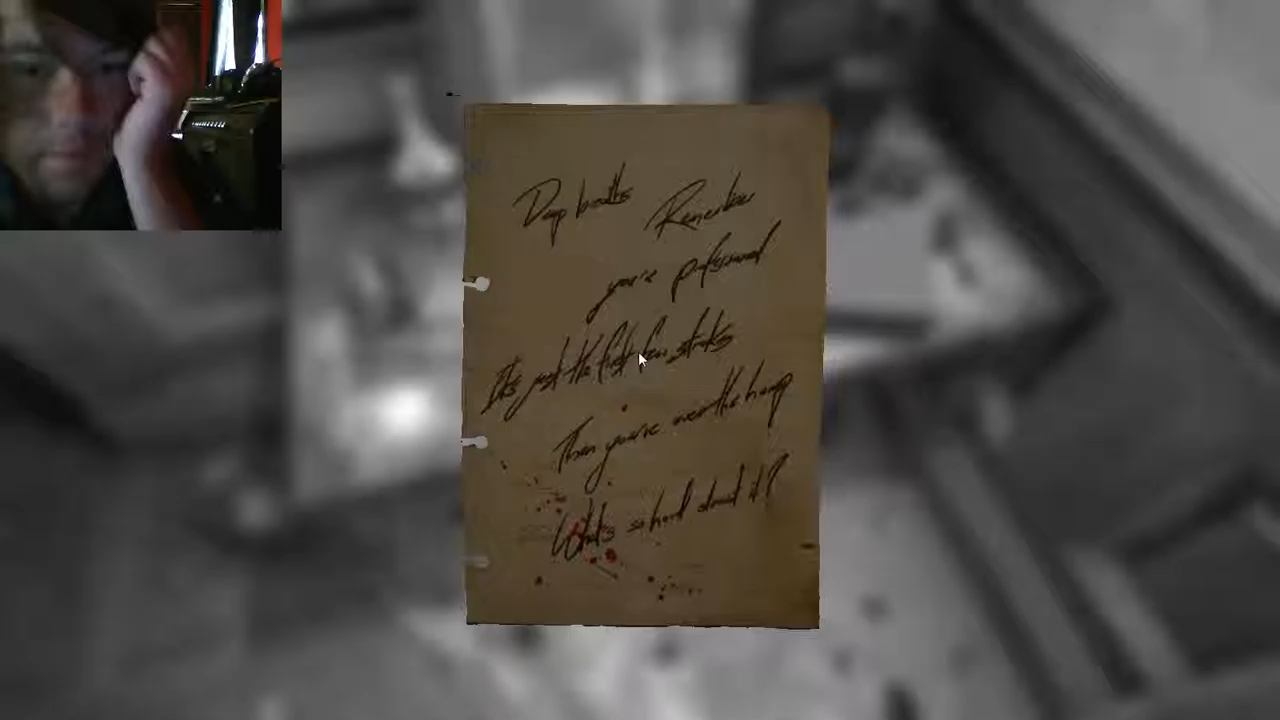 Deep breaths Remember
you're professional
It's just the first few strokes
Then you're over the hump
What's so hard about it?